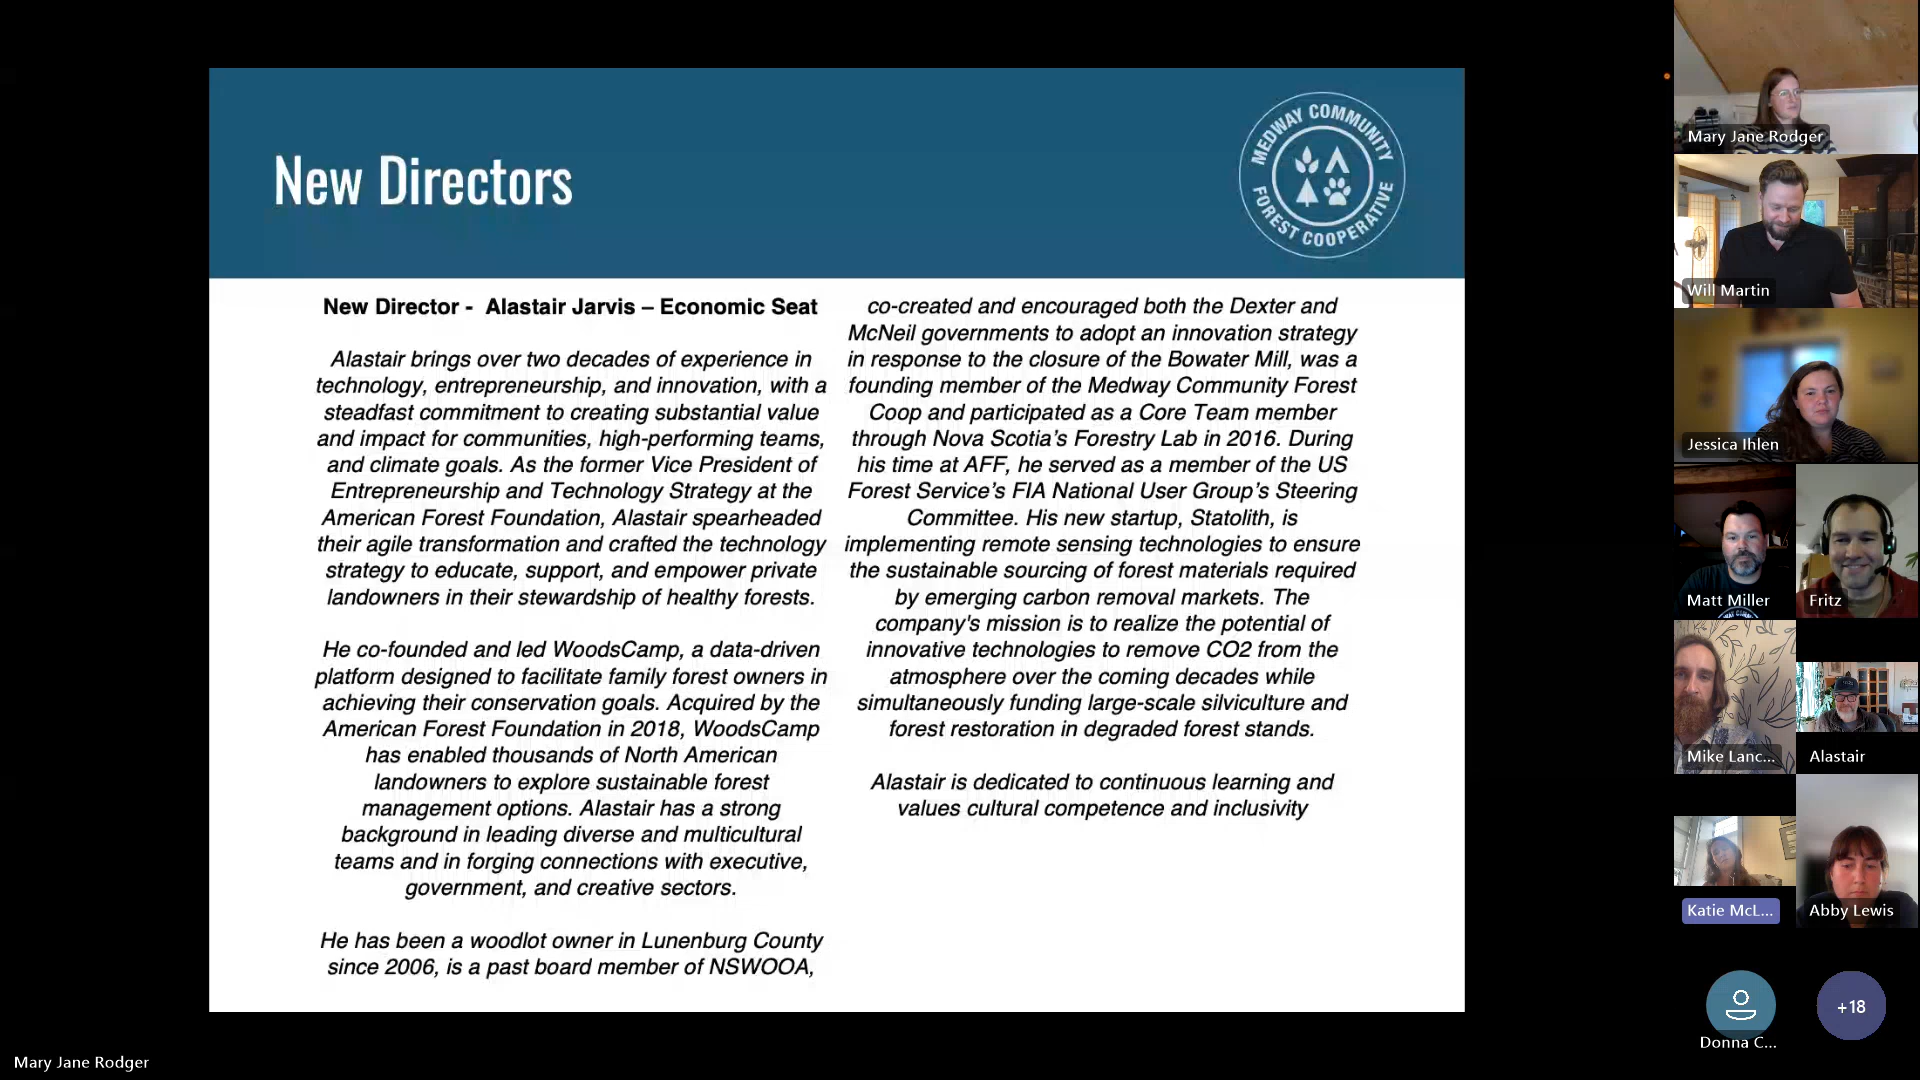 New Directors
MEDWAY COMMUNITY
FOREST COOPERATIVE
New Director -  Alastair Jarvis – Economic Seat
Alastair brings over two decades of experience in
technology, entrepreneurship, and innovation, with a
steadfast commitment to creating substantial value
and impact for communities, high-performing teams,
and climate goals. As the former Vice President of
Entrepreneurship and Technology Strategy at the
American Forest Foundation, Alastair spearheaded
their agile transformation and crafted the technology
strategy to educate, support, and empower private
landowners in their stewardship of healthy forests.
He co-founded and led WoodsCamp, a data-driven
platform designed to facilitate family forest owners in
achieving their conservation goals. Acquired by the
American Forest Foundation in 2018, WoodsCamp
has enabled thousands of North American
landowners to explore sustainable forest
management options. Alastair has a strong
background in leading diverse and multicultural
teams and in forging connections with executive,
government, and creative sectors.
He has been a woodlot owner in Lunenburg County
since 2006, is a past board member of NSWOOA,
co-created and encouraged both the Dexter and
McNeil governments to adopt an innovation strategy
in response to the closure of the Bowater Mill, was a
founding member of the Medway Community Forest
Coop and participated as a Core Team member
through Nova Scotia's Forestry Lab in 2016. During
his time at AFF, he served as a member of the US
Forest Service's FIA National User Group's Steering
Committee. His new startup, Statolith, is
implementing remote sensing technologies to ensure
the sustainable sourcing of forest materials required
by emerging carbon removal markets. The
company's mission is to realize the potential of
innovative technologies to remove CO2 from the
atmosphere over the coming decades while
simultaneously funding large-scale silviculture and
forest restoration in degraded forest stands.
Alastair is dedicated to continuous learning and
values cultural competence and inclusivity
Mary Jane Rodger
Will Martin
Jessica Ihlen
Matt Miller
Fritz
Mike Lanc...
Alastair
Katie McL...
Abby Lewis
Donna C...
+18
Mary Jane Rodger